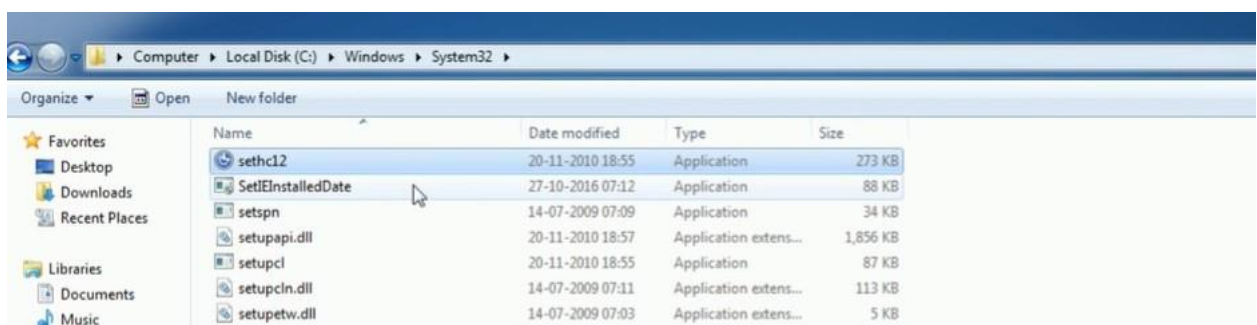 Computer ▸ Local Disk (C:) ▸ Windows ▸ System32 ▸
Organize ▾ Open New folder
Name Date modified Type Size
Favorites
Desktop
Downloads
Recent Places
Libraries
Documents
Music
sethc12 20-11-2010 18:55 Application 273 KB
SetIEInstalledDate 27-10-2016 07:12 Application 88 KB
setspn 14-07-2009 07:09 Application 34 KB
setupapi.dll 20-11-2010 18:57 Application extens... 1,856 KB
setupcl 20-11-2010 18:55 Application 87 KB
setupcln.dll 14-07-2009 07:11 Application extens... 113 KB
setupetw.dll 14-07-2009 07:03 Application extens... 5 KB